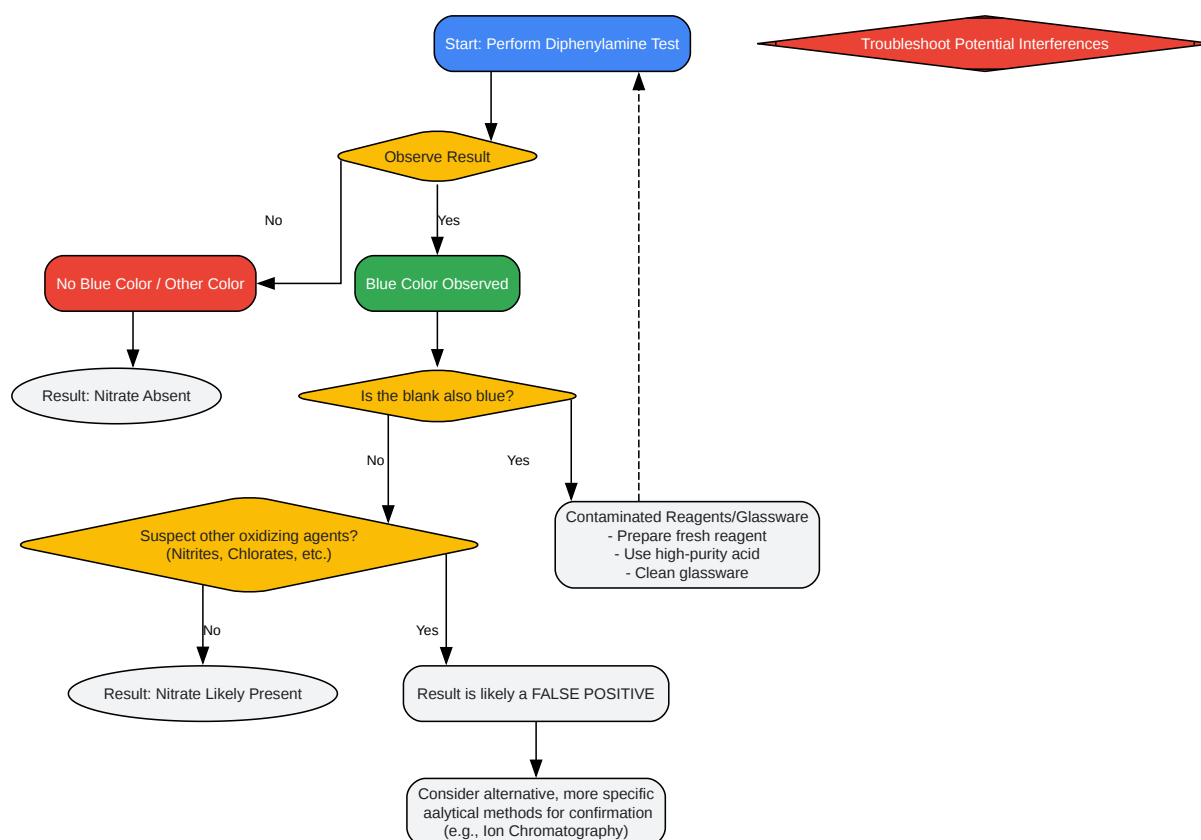 Start: Perform Diphenylamine Test
Troubleshoot Potential Interferences
Observe Result
No
Yes
No Blue Color / Other Color
Blue Color Observed
Result: Nitrate Absent
Is the blank also blue?
No
Yes
Contaminated Reagents/Glassware
- Prepare fresh reagent
- Use high-purity acid
- Clean glassware
Suspect other oxidizing agents?
(Nitrites, Chlorates, etc.)
No
Yes
Result: Nitrate Likely Present
Result is likely a FALSE POSITIVE
Consider alternative, more specific
aalytical methods for confirmation
(e.g., Ion Chromatography)